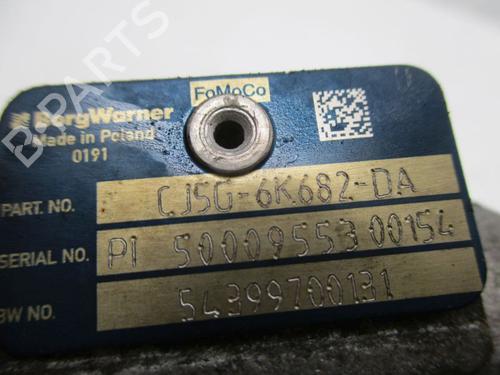 B-PARTS
FoMoCo
BorgWarner
Made in Poland
0191
PART. NO. CJ5G-6K682-DA
SERIAL NO. PI 50009553 00154
BW NO. 54399700131